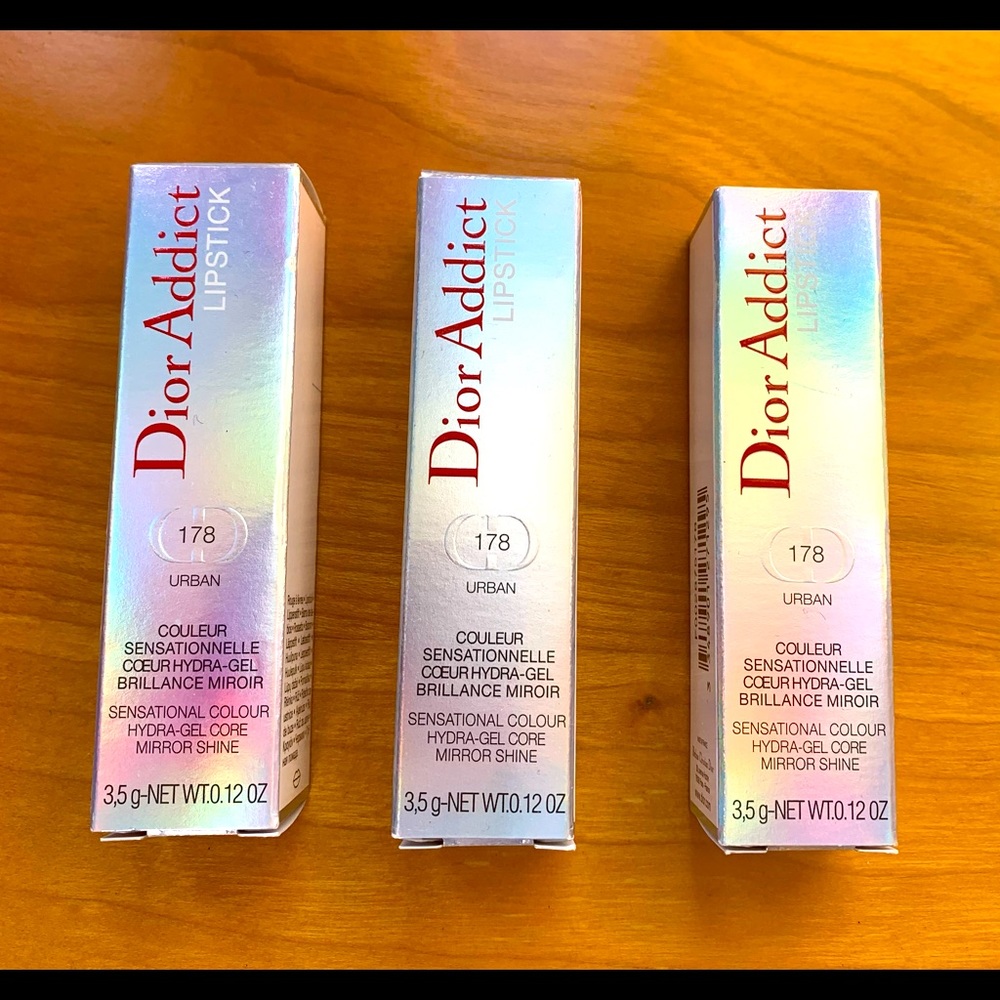 Dior Addict
LIPSTICK
178
URBAN
COULEUR
SENSATIONNELLE
CŒUR HYDRA-GEL
BRILLANCE MIROIR
SENSATIONAL COLOUR
HYDRA-GEL CORE
MIRROR SHINE
3,5 g-NET WT.0.12 OZ
Dior Addict
LIPSTICK
178
URBAN
COULEUR
SENSATIONNELLE
CŒUR HYDRA-GEL
BRILLANCE MIROIR
SENSATIONAL COLOUR
HYDRA-GEL CORE
MIRROR SHINE
3,5 g-NET WT.0.12 OZ
Dior Addict
LIPSTICK
178
URBAN
COULEUR
SENSATIONNELLE
CŒUR HYDRA-GEL
BRILLANCE MIROIR
SENSATIONAL COLOUR
HYDRA-GEL CORE
MIRROR SHINE
3,5 g-NET WT.0.12 OZ